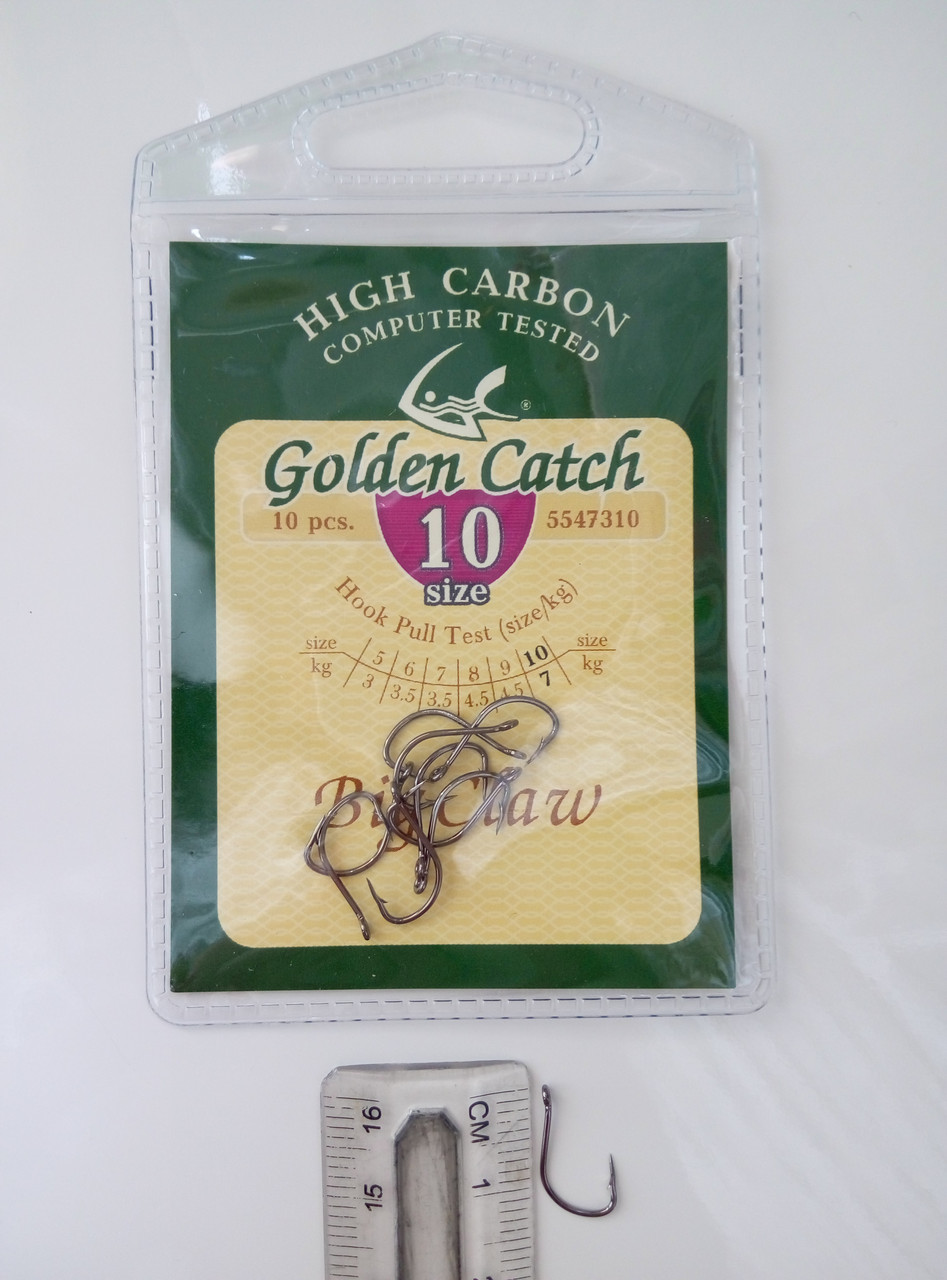 HIGH CARBON
COMPUTER TESTED
®
Golden Catch
10 pcs. 10 5547310
size
Hook Pull Test (size/kg)
size 5 6 7 8 9 10 size
kg 3 3.5 3.5 4.5 4.5 7 kg
Big Claw
16 CM
15 1